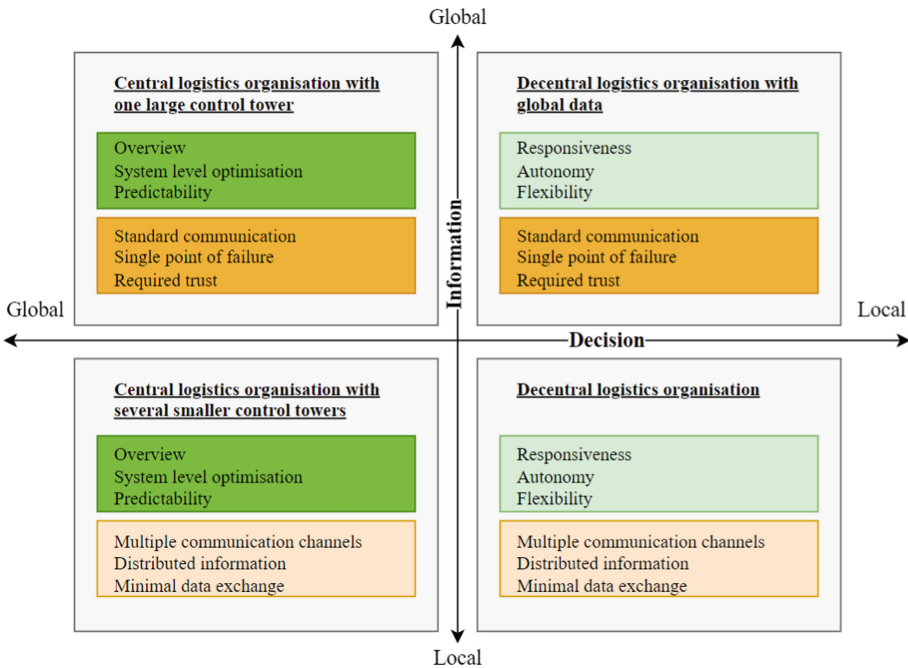 Global
Central logistics organisation with
one large control tower
Overview
System level optimisation
Predictability
Standard communication
Single point of failure
Required trust
Decentral logistics organisation with
global data
Responsiveness
Autonomy
Flexibility
Standard communication
Single point of failure
Required trust
Information
Global
Decision
Local
Central logistics organisation with
several smaller control towers
Overview
System level optimisation
Predictability
Multiple communication channels
Distributed information
Minimal data exchange
Decentral logistics organisation
Responsiveness
Autonomy
Flexibility
Multiple communication channels
Distributed information
Minimal data exchange
Local